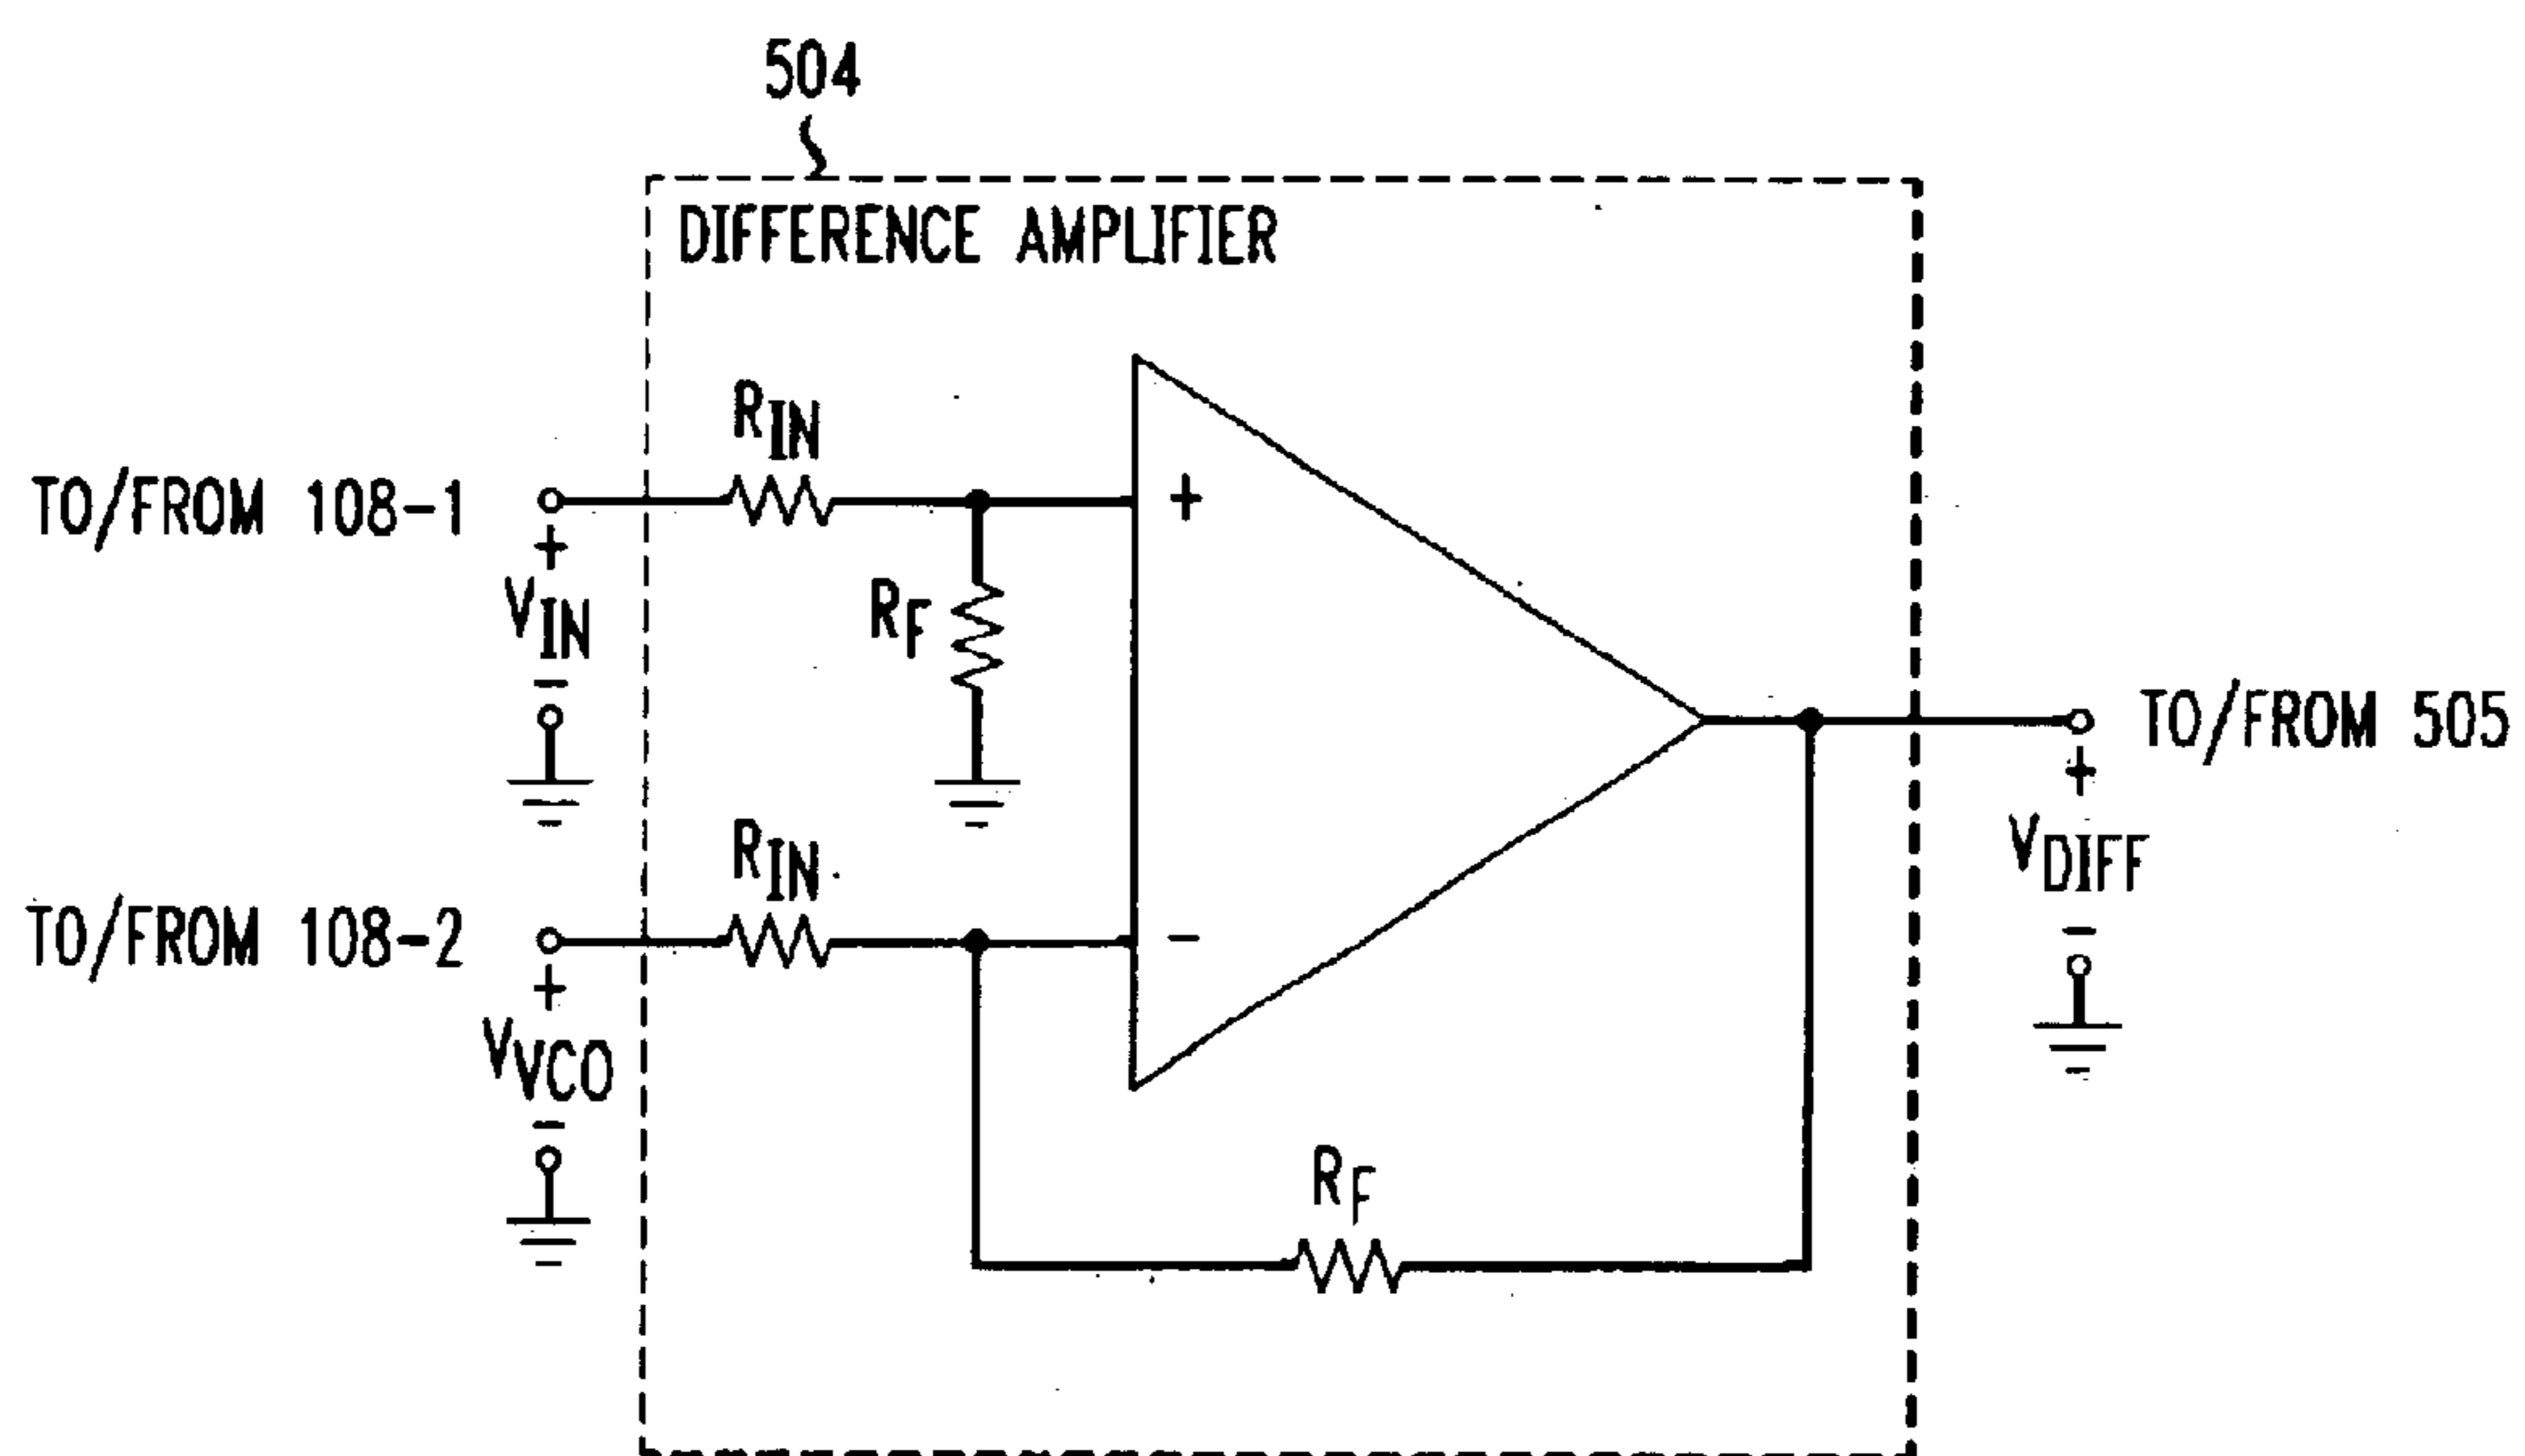 504
DIFFERENCE AMPLIFIER
RIN
TO/FROM 108-1
+
+
VIN
RF
-
TO/FROM 505
+
RIN
VDIFF
TO/FROM 108-2
-
-
+
VVCO
-
RF